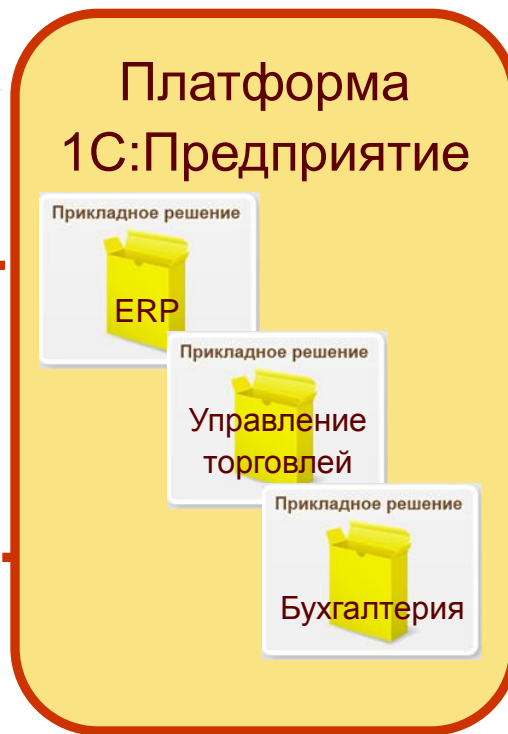 Платформа
1С:Предприятие
Прикладное решение
ERP
Прикладное решение
Управление
торговлей
Прикладное решение
Бухгалтерия